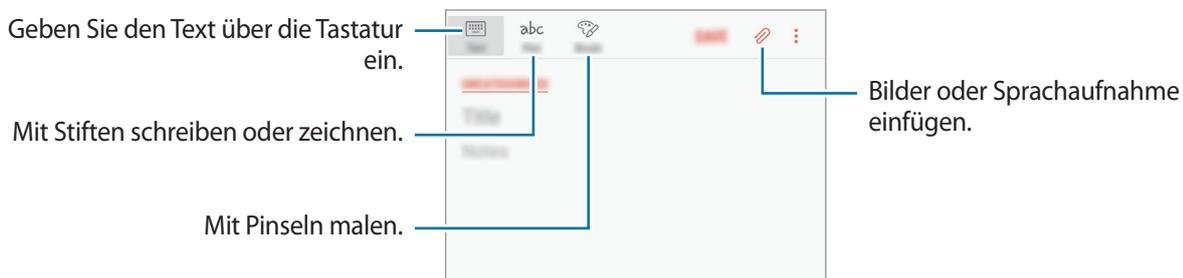 Geben Sie den Text über die Tastatur
ein.
abc
Mit Stiften schreiben oder zeichnen.
Mit Pinseln malen.
SAVE
Title
Notes
Bilder oder Sprachaufnahme
einfügen.